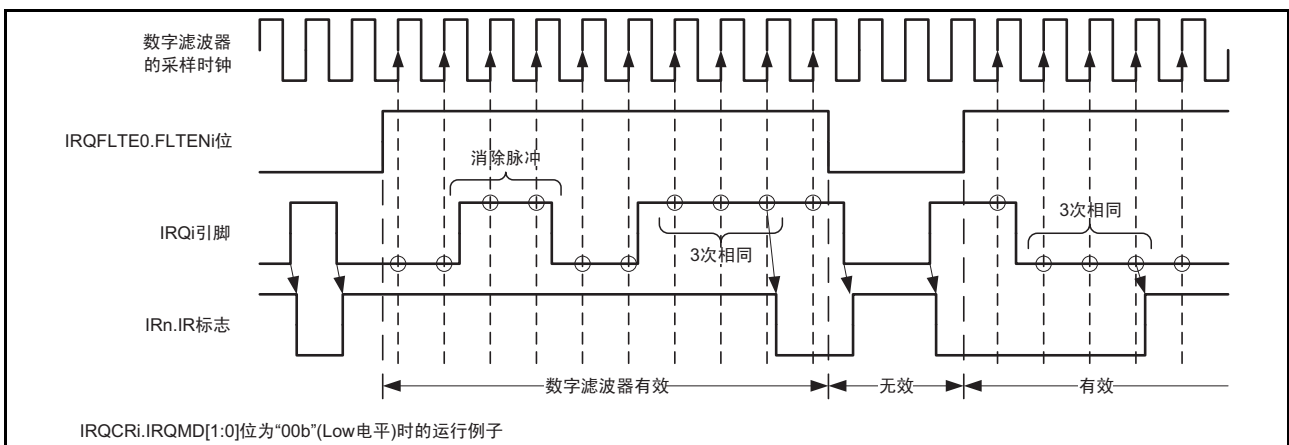 数字滤波器
的采样时钟
IRQFLTE0.FLTENi位
消除脉冲
IRQi引脚
3次相同
3次相同
IRn.IR标志
数字滤波器有效
无效
有效
IRQCRi.IRQMD[1:0]位为“00b”(Low电平)时的运行例子